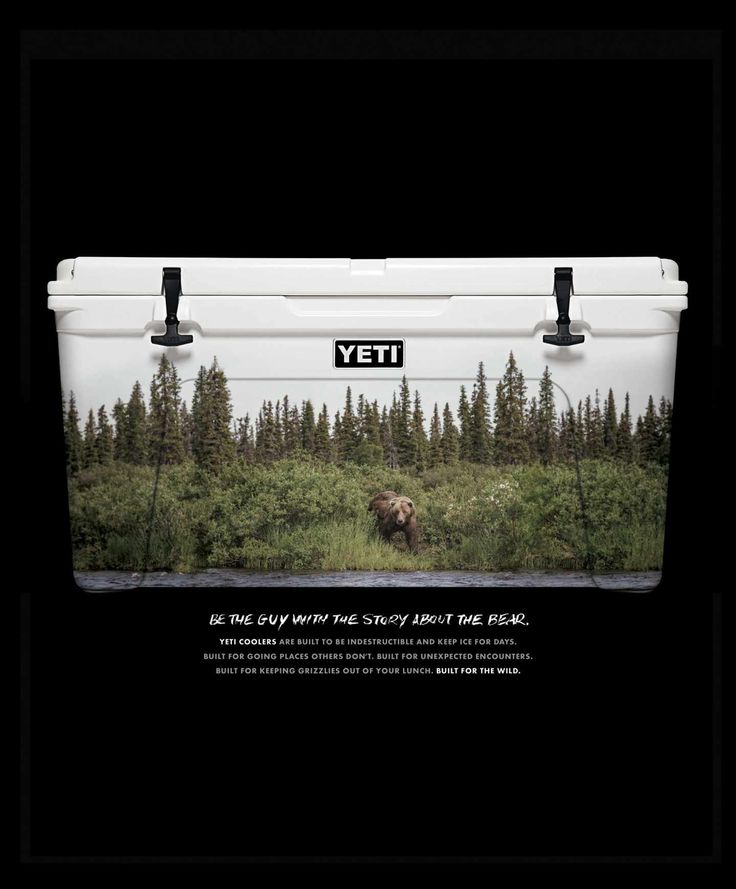 YETI
BE THE GUY WITH THE STORY ABOUT THE BEAR.
YETI COOLERS ARE BUILT TO BE INDESTRUCTIBLE AND KEEP ICE FOR DAYS.
BUILT FOR GOING PLACES OTHERS DON'T. BUILT FOR UNEXPECTED ENCOUNTERS.
BUILT FOR KEEPING GRIZZLIES OUT OF YOUR LUNCH. BUILT FOR THE WILD.